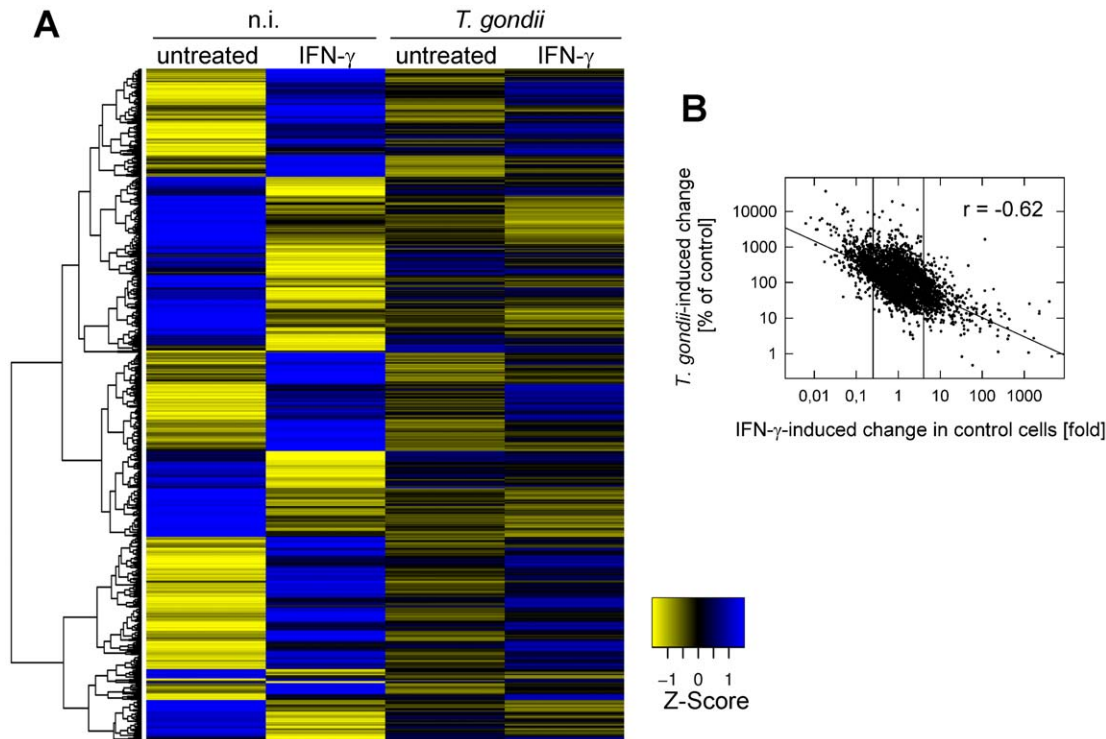 A
n.i.
T. gondii
untreated
IFN-γ
untreated
IFN-γ
B
r = -0.62
10000
1000
100
10
1
T. gondii-induced change
[% of control]
0,01
0,1
1
10
100
1000
IFN-γ-induced change in control cells [fold]
−1
0
1
Z-Score